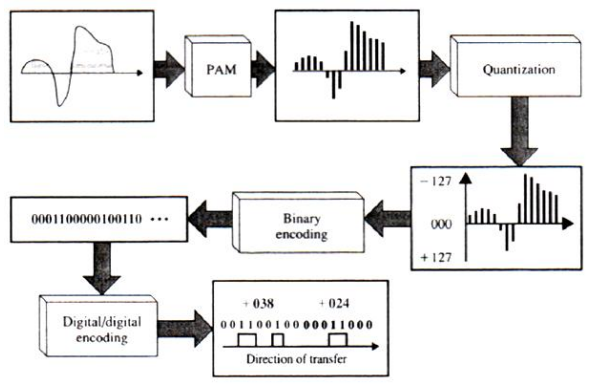 PAM
Quantization
− 127
000
+ 127
Binary
encoding
0001100000100110 ···
Digital/digital
encoding
+ 038 + 024
0 0 1 1 0 0 1 0 0 0 0 0 1 1 0 0 0
Direction of transfer